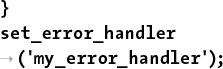 }
set_error_handler
→('my_error_handler');